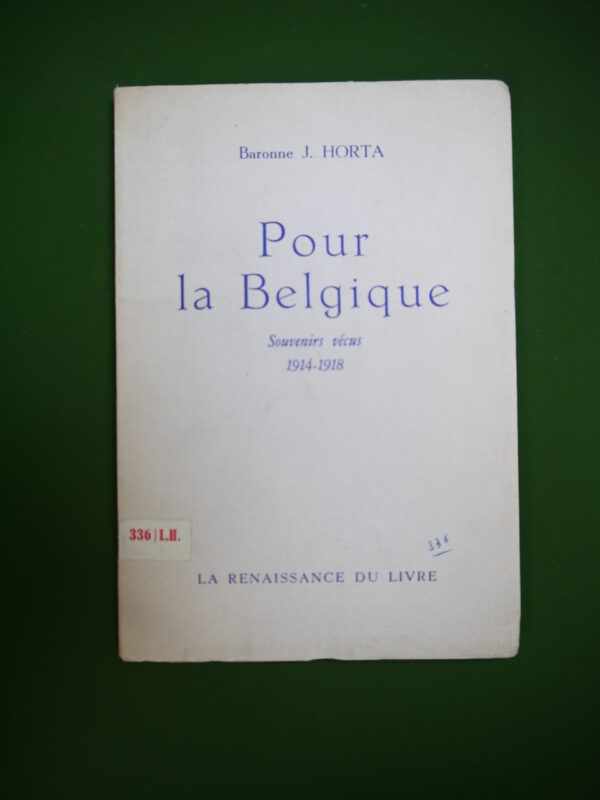 Baronne J. HORTA
Pour
la Belgique
Souvenirs vécus
1914-1918
336|L.H.
336
LA RENAISSANCE DU LIVRE